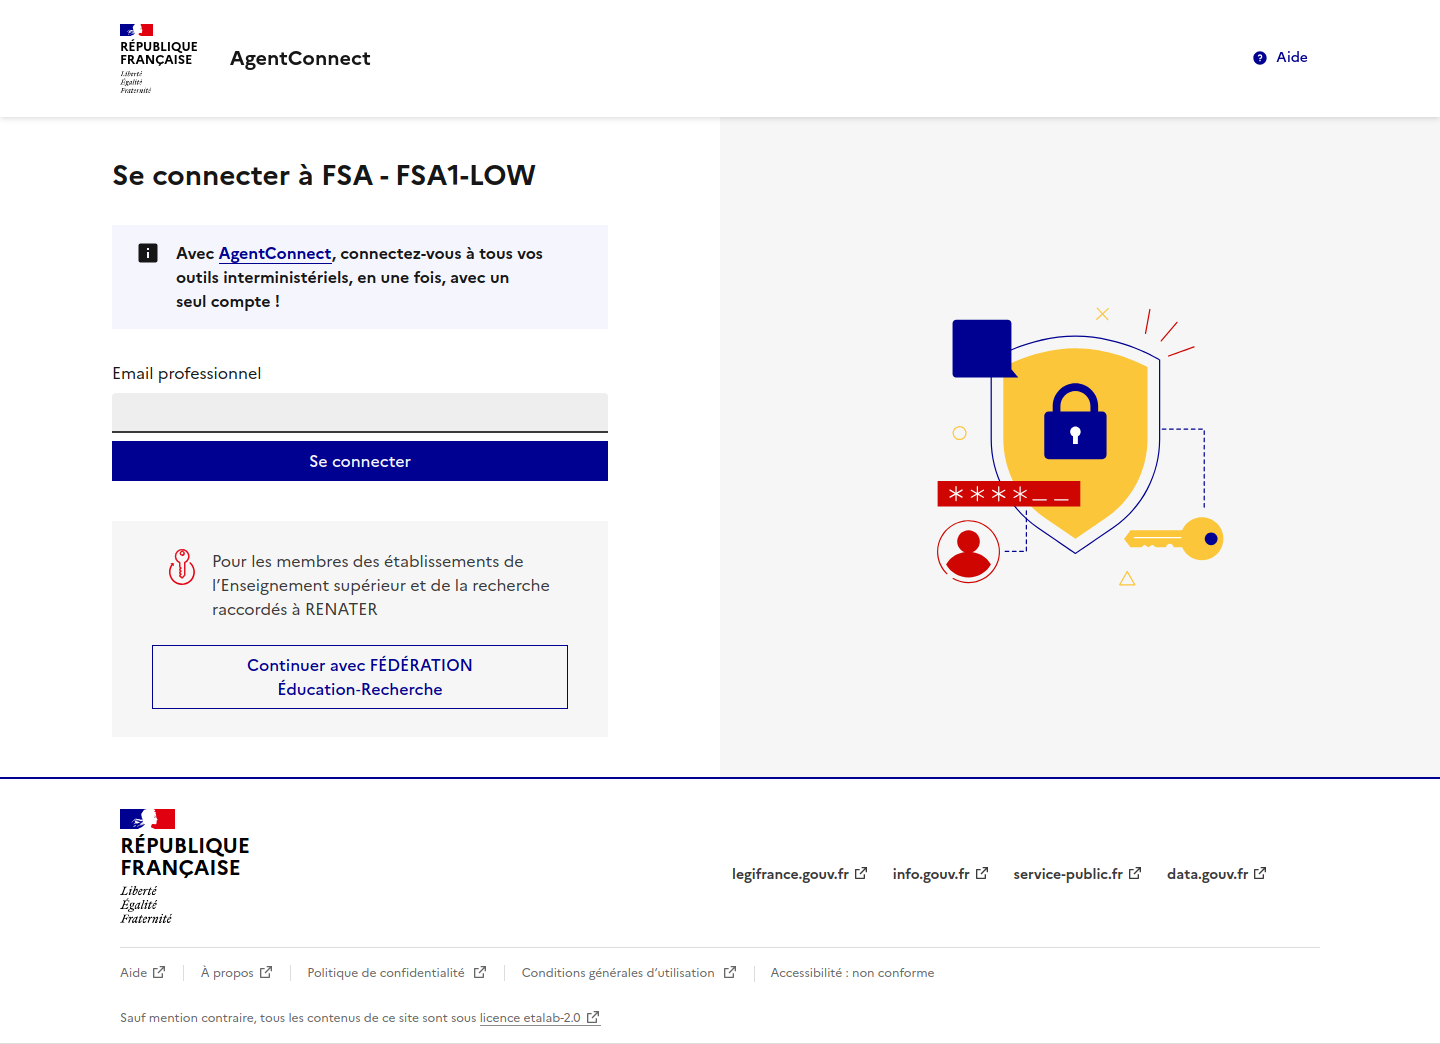 RÉPUBLIQUE
FRANÇAISE
Liberté
Égalité
Fraternité
AgentConnect
Aide
Se connecter à FSA - FSA1-LOW
Avec AgentConnect, connectez-vous à tous vos
outils interministériels, en une fois, avec un
seul compte !
Email professionnel
Se connecter
Pour les membres des établissements de
l’Enseignement supérieur et de la recherche
raccordés à RENATER
Continuer avec FÉDÉRATION
Éducation-Recherche
****__
RÉPUBLIQUE
FRANÇAISE
Liberté
Égalité
Fraternité
legifrance.gouv.fr info.gouv.fr service-public.fr data.gouv.fr
Aide À propos Politique de confidentialité Conditions générales d’utilisation Accessibilité : non conforme
Sauf mention contraire, tous les contenus de ce site sont sous licence etalab-2.0